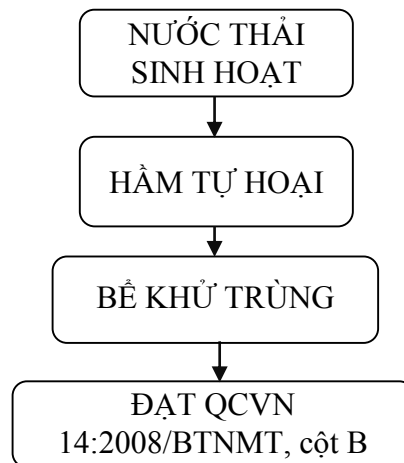 NƯỚC THẢI
SINH HOẠT
HẦM TỰ HOẠI
BỂ KHỬ TRÙNG
ĐẠT QCVN
14:2008/BTNMT, cột B